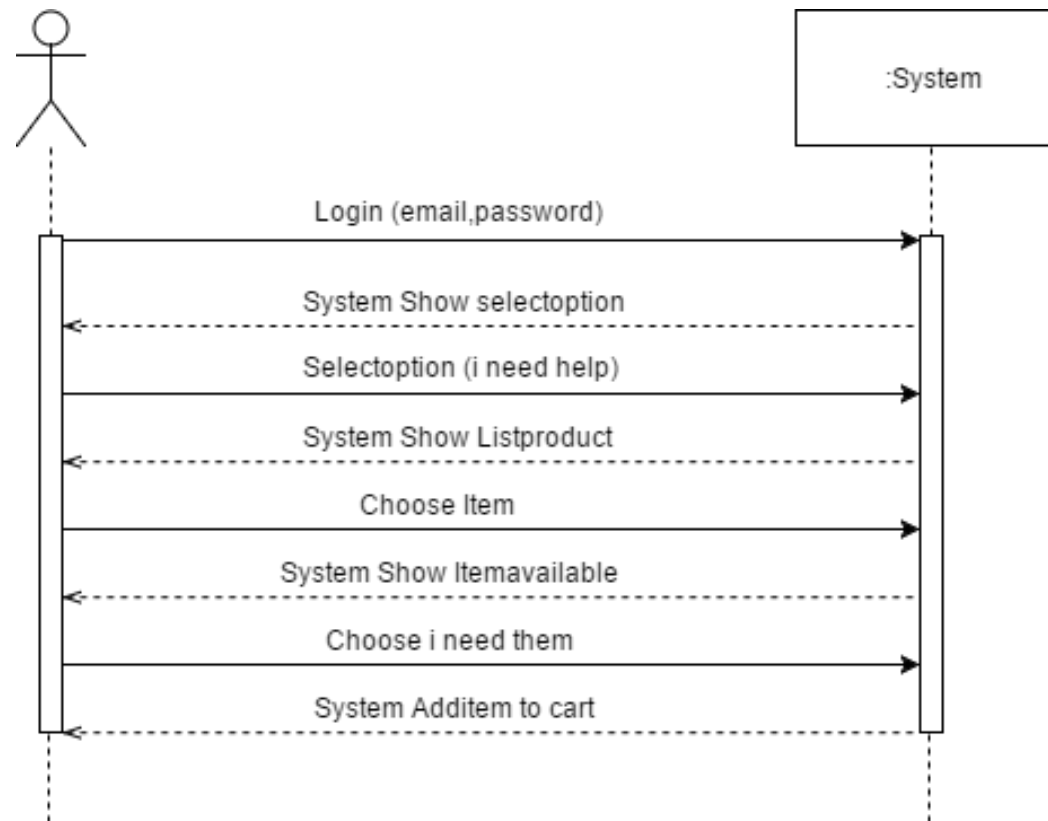 :System
Login (email,password)
System Show selectoption
Selectoption (i need help)
System Show Listproduct
Choose Item
System Show Itemavailable
Choose i need them
System Additem to cart